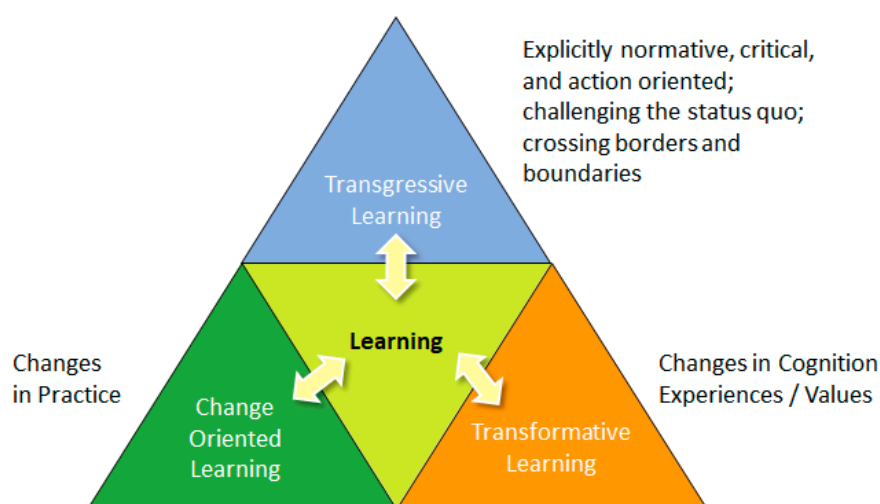 Explicitly normative, critical,
and action oriented;
challenging the status quo;
crossing borders and
boundaries
Transgressive
Learning
Learning
Changes
in Practice
Changes in Cognition
Experiences / Values
Change
Oriented
Learning
Transformative
Learning